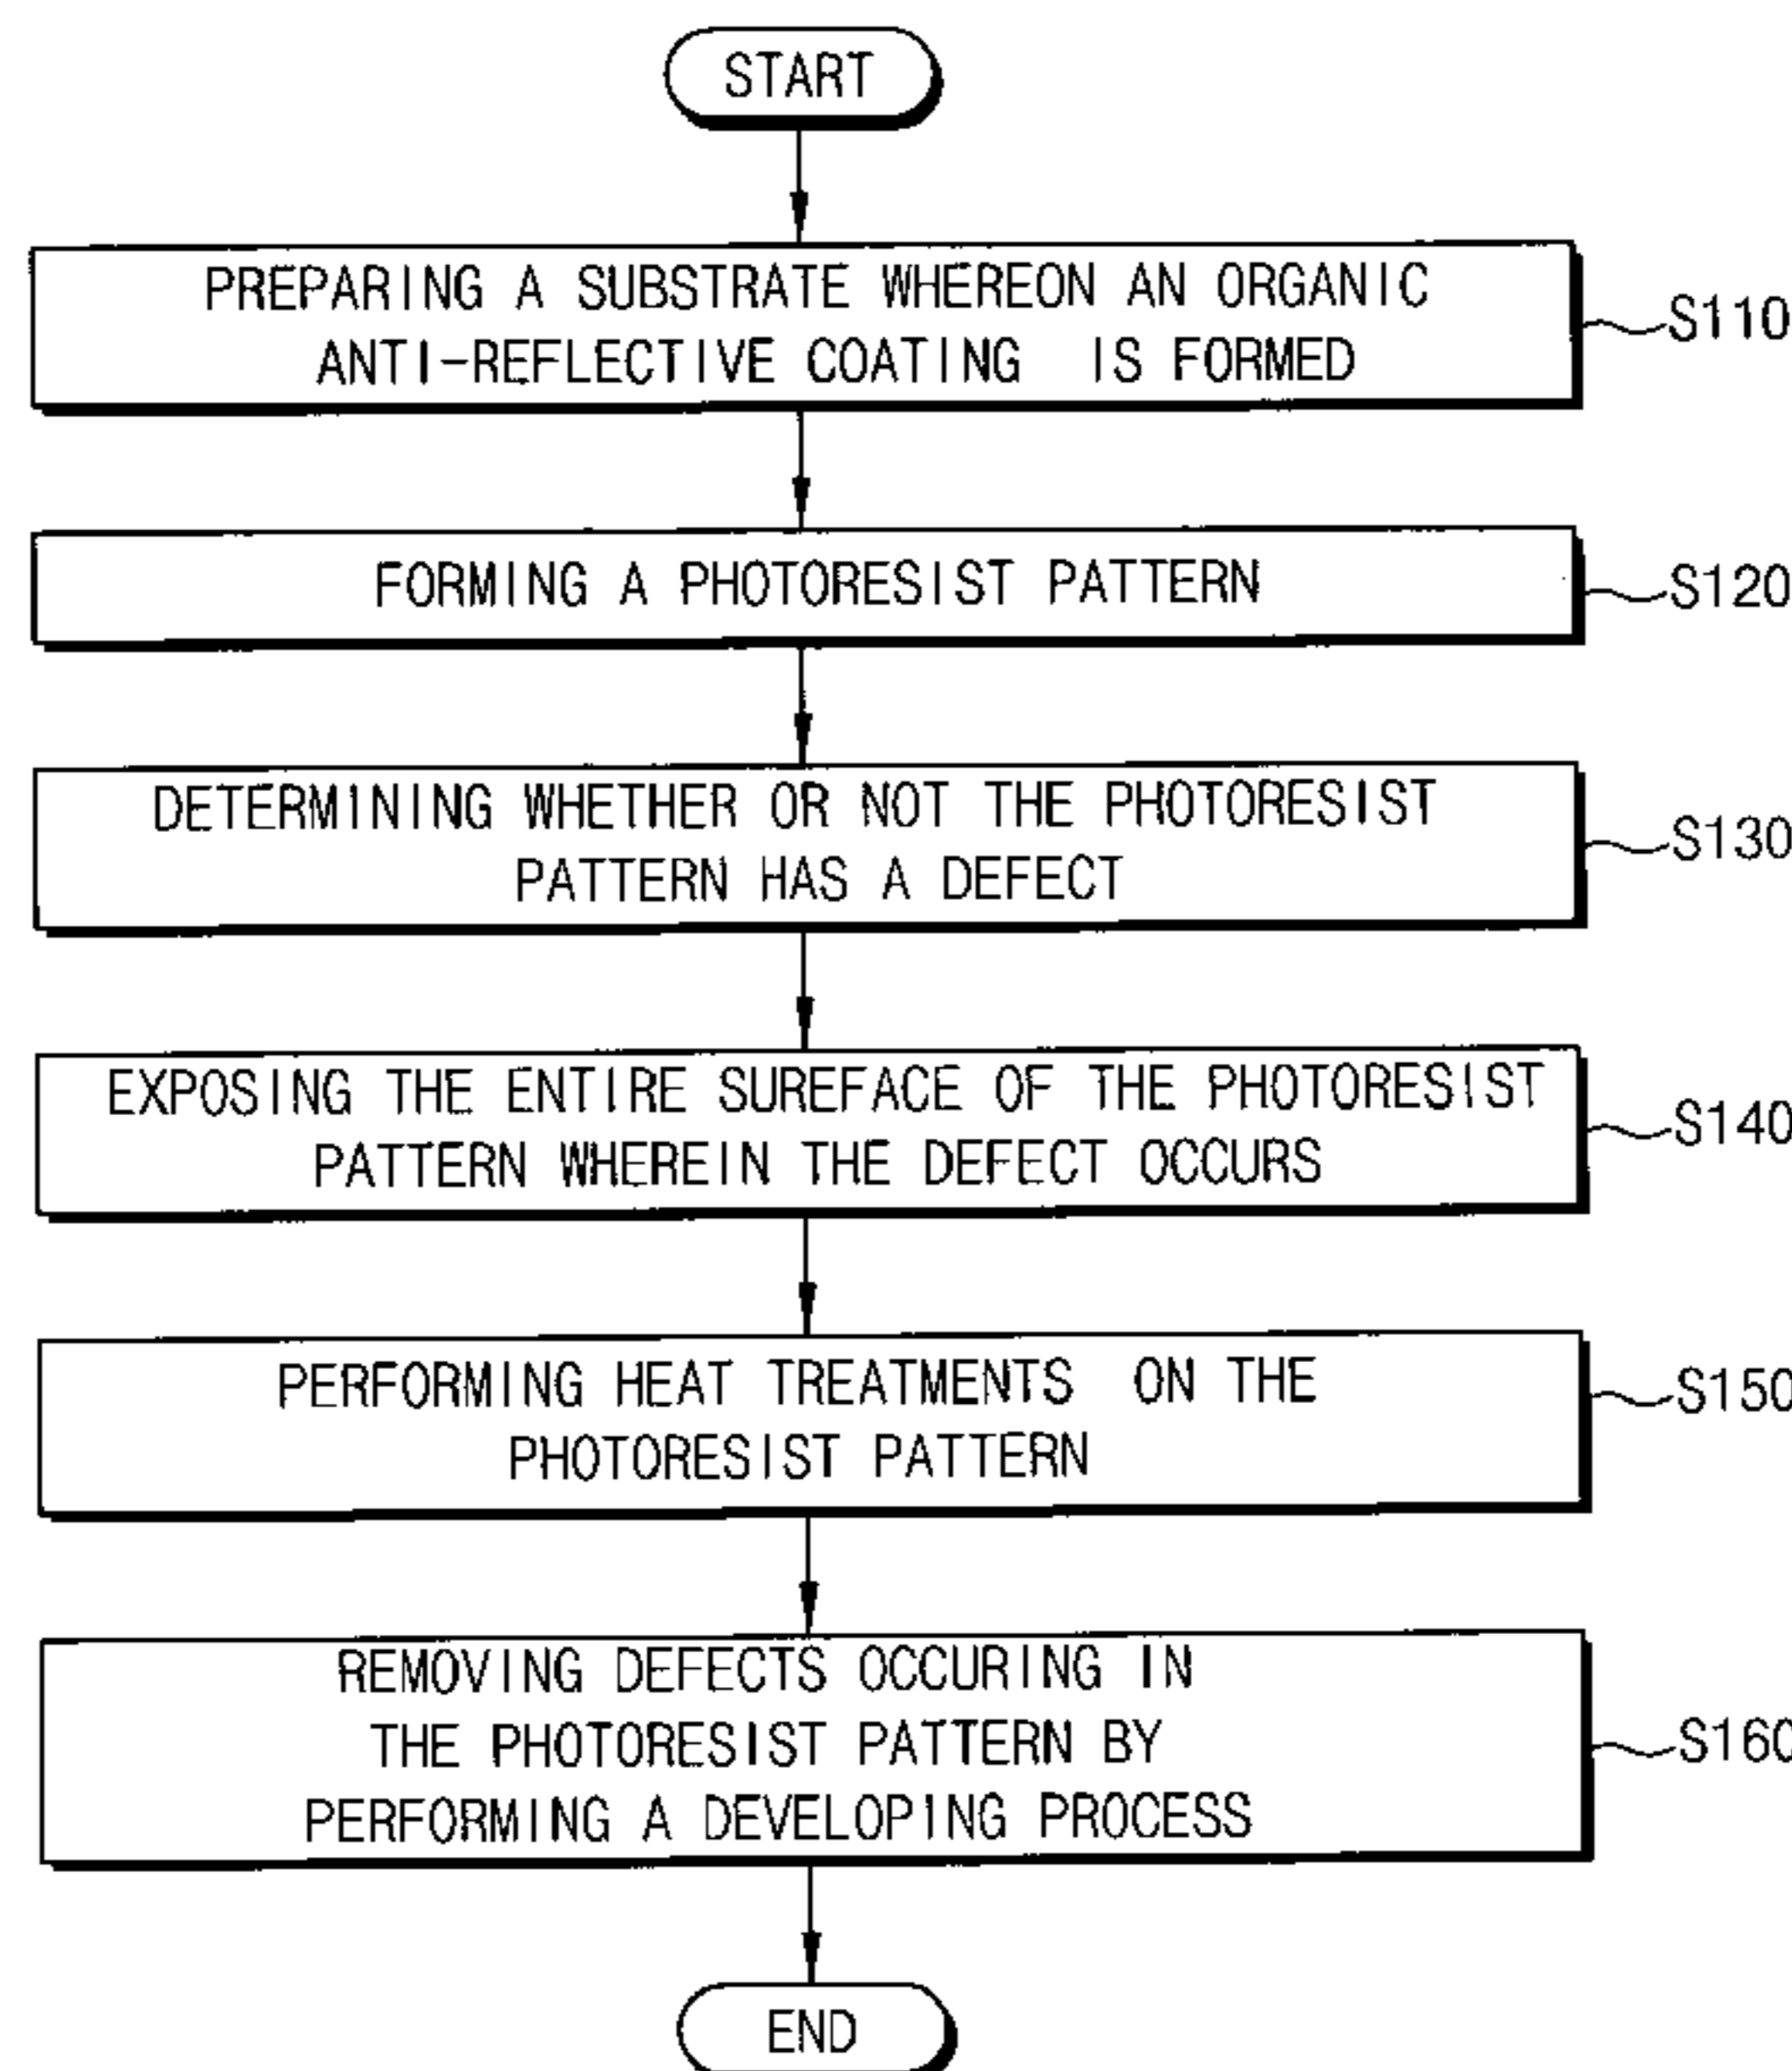 START
PREPARING A SUBSTRATE WHEREON AN ORGANIC
ANTI-REFLECTIVE COATING IS FORMED
S110
FORMING A PHOTORESIST PATTERN
S120
DETERMINING WHETHER OR NOT THE PHOTORESIST
PATTERN HAS A DEFECT
S130
EXPOSING THE ENTIRE SUREFACE OF THE PHOTORESIST
PATTERN WHEREIN THE DEFECT OCCURS
S140
PERFORMING HEAT TREATMENTS ON THE
PHOTORESIST PATTERN
S150
REMOVING DEFECTS OCCURING IN
THE PHOTORESIST PATTERN BY
PERFORMING A DEVELOPING PROCESS
S160
END